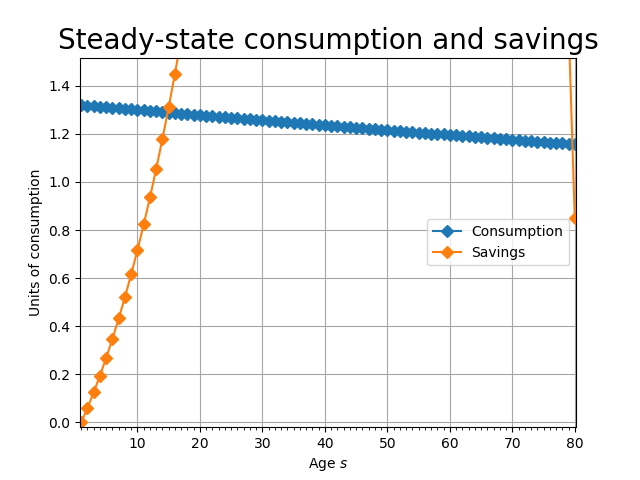 Steady-state consumption and savings
Units of consumption
1.4
1.2
1.0
0.8
0.6
0.4
0.2
0.0
Consumption
Savings
10 20 30 40 50 60 70 80
Age s